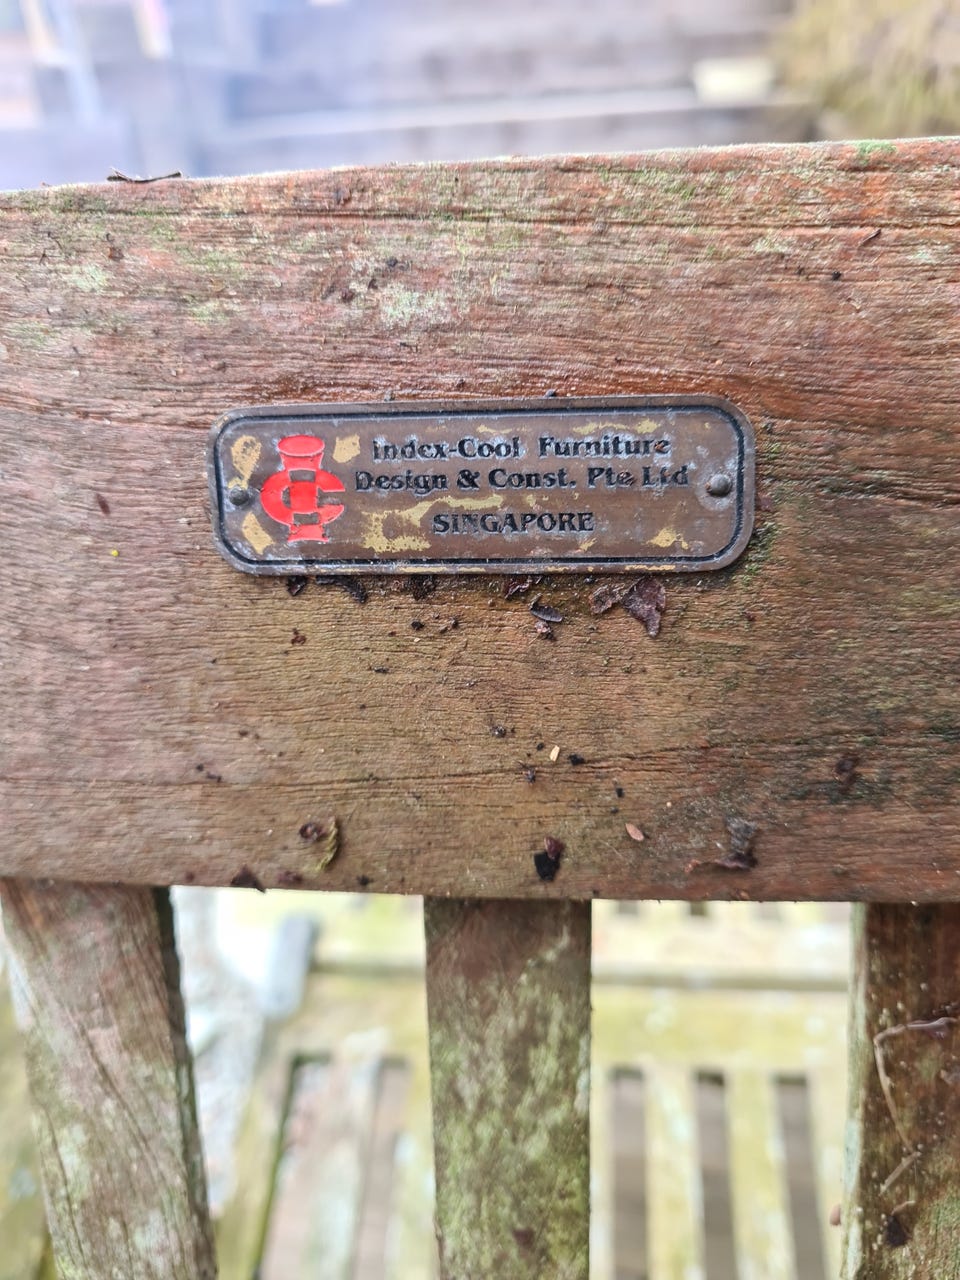 Index-Cool Furniture
Design & Const. Pte, Ltd
SINGAPORE